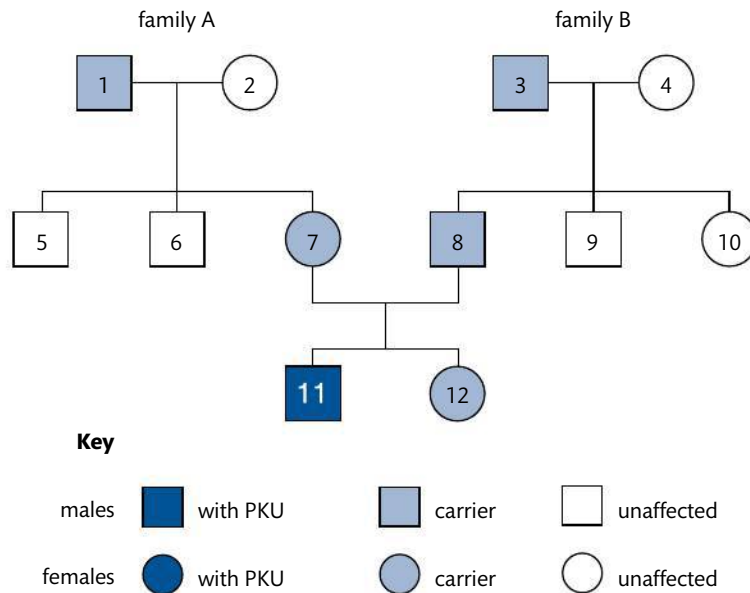 family A family B
1 2 3 4
5 6 7 8 9 10
11 12
Key
males with PKU carrier unaffected
females with PKU carrier unaffected